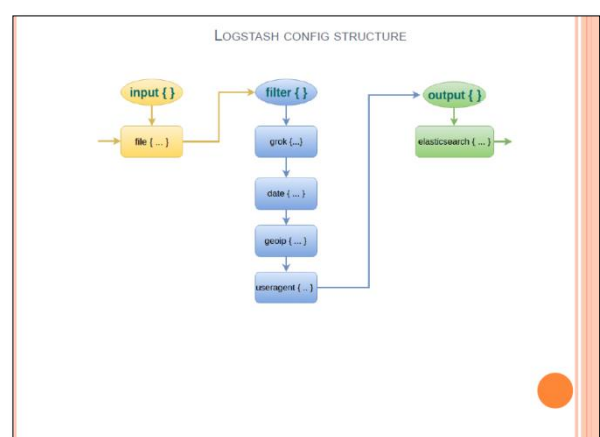 LOGSTASH CONFIG STRUCTURE
input { }
file { ... }
filter { }
grok {...}
date { ... }
geoip { ... }
useragent { .. }
output { }
elasticsearch { ... }